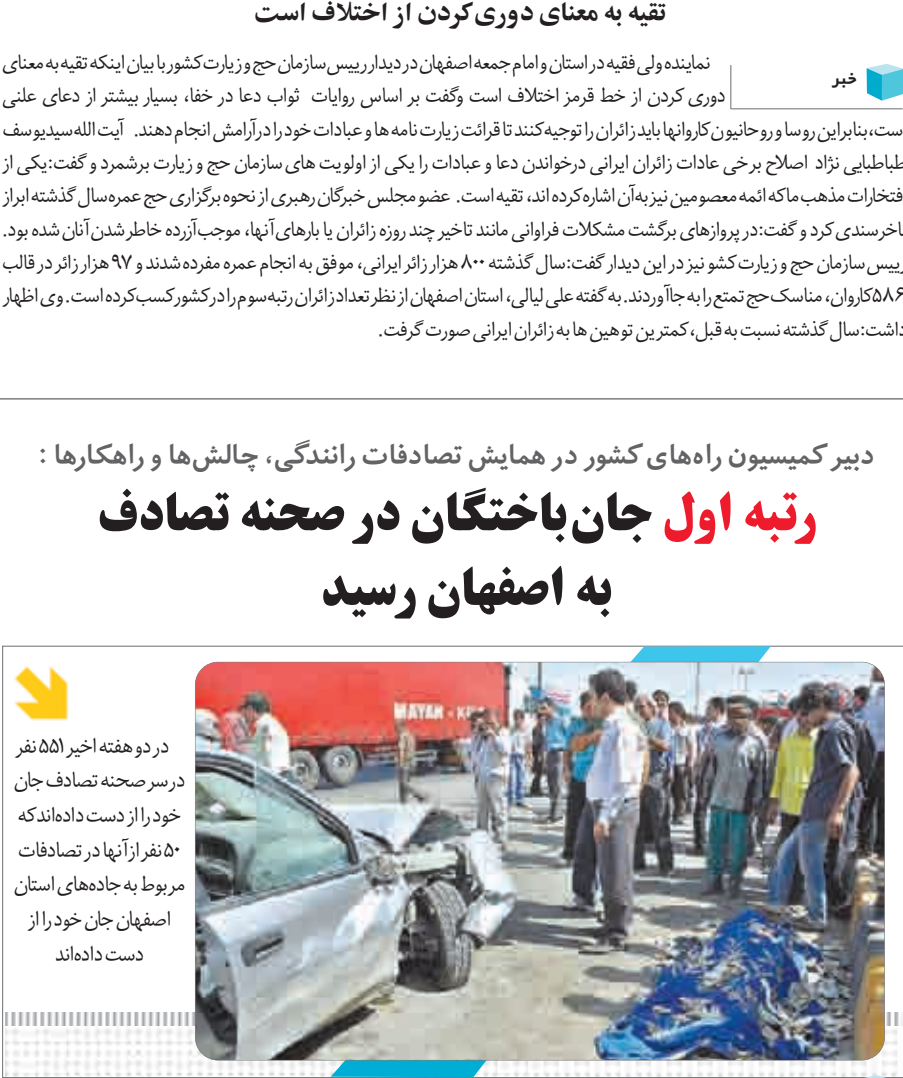 تقیه به معنای دوری‌کردن از اختلاف است
خبر
نماینده ولی فقیه در استان و امام جمعه اصفهان در دیدار رییس سازمان حج و زیارت کشور با بیان اینکه تقیه به معنای
دوری کردن از خط قرمز اختلاف است وگفت بر اساس روایات ثواب دعا در خفا، بسیار بیشتر از دعای علنی
ست،بنابراین روسا و روحانیون کاروانها باید زائران را توجیه کنند تا قرائت زیارت نامه ها و عبادات خود را درآرامش انجام دهند. آیت الله سیدیوسف
طباطبایی نژاد اصلاح برخی عادات زائران ایرانی درخواندن دعا و عبادات را یکی از اولویت های سازمان حج و زیارت برشمرد و گفت:یکی از
فتخارات مذهب ما که ائمه معصومین نیز به آن اشاره کرده اند، تقیه است. عضو مجلس خبرگان رهبری از نحوه برگزاری حج عمره سال گذشته ابراز
اخرسندی کرد و گفت:در پروازهای برگشت مشکلات فراوانی مانند تاخیر چند روزه زائران یا بارهای آنها، موجب آزرده خاطر شدن آنان شده بود.
رییس سازمان حج و زیارت کشو نیز در این دیدار گفت:سال گذشته ۸۰۰ هزار زائر ایرانی، موفق به انجام عمره مفرده شدند و ۹۷ هزار زائر در قالب
۵۸۶کاروان، مناسک حج تمتع را به جاآوردند. به گفته علی لیالی، استان اصفهان از نظر تعداد زائران رتبه سوم را در کشور کسب کرده است. وی اظهار
داشت:سال گذشته نسبت به قبل، کمترین توهین ها به زائران ایرانی صورت گرفت.
دبیر کمیسیون راه‌های کشور در همایش تصادفات رانندگی، چالش‌ها و راهکارها :
رتبه اول جان‌باختگان در صحنه تصادف
به اصفهان رسید
در دو هفته اخیر ۵۵۱ نفر
درسر صحنه تصادف جان
خود را از دست داده‌اند که
۵۰ نفر از آنها در تصادفات
مربوط به جاده‌های استان
اصفهان جان خود را از
دست داده‌اند